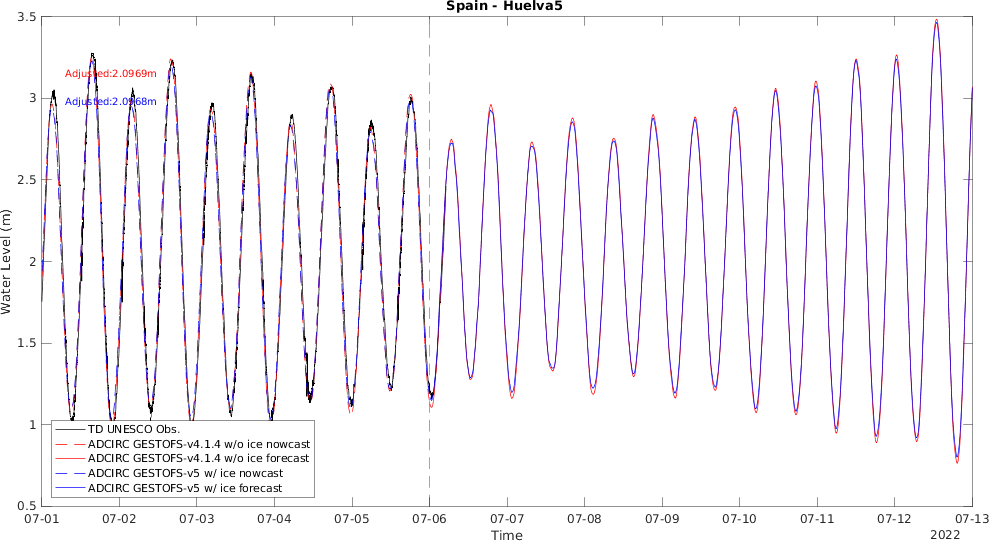 Spain - Huelva5
3.5
3
2.5
2
1.5
1
0.5
Water Level (m)
Adjusted:2.0969m
Adjusted:2.0968m
TD UNESCO Obs.
ADCIRC GESTOFS-v4.1.4 w/o ice nowcast
ADCIRC GESTOFS-v4.1.4 w/o ice forecast
ADCIRC GESTOFS-v5 w/ ice nowcast
ADCIRC GESTOFS-v5 w/ ice forecast
07-01 07-02 07-03 07-04 07-05 07-06 07-07 07-08 07-09 07-10 07-11 07-12 07-13
Time
2022